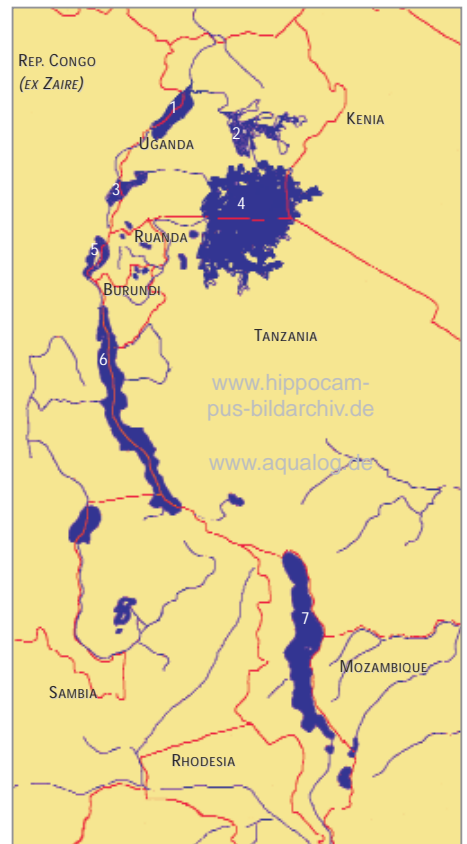 REP. CONGO
(EX ZAIRE)
1
2
KENIA
UGANDA
3
4
RUANDA
5
BURUNDI
TANZANIA
6
www.hippocam-
pus-bildarchiv.de
www.aqualog.de
7
MOZAMBIQUE
SAMBIA
RHODESIA